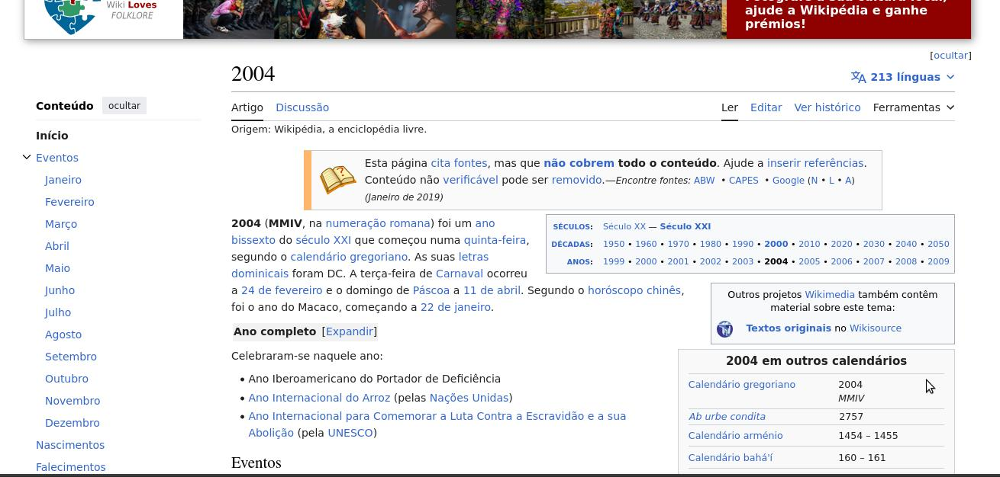 Wiki Loves
FOLKLORE
ajude a Wikipédia e ganhe
prémios!
[ocultar]
2004
213 línguas
Conteúdo ocultar
Artigo Discussão Ler Editar Ver histórico Ferramentas
Origem: Wikipédia, a enciclopédia livre.
Início
Eventos
Janeiro
Fevereiro
Março
Abril
Maio
Junho
Julho
Agosto
Setembro
Outubro
Novembro
Dezembro
Nascimentos
Falecimentos
Esta página cita fontes, mas que não cobrem todo o conteúdo. Ajude a inserir referências.
Conteúdo não verificável pode ser removido.—Encontre fontes: ABW • CAPES • Google (N • L • A)
(Janeiro de 2019)
2004 (MMIV, na numeração romana) foi um ano
bissexto do século XXI que começou numa quinta-feira,
segundo o calendário gregoriano. As suas letras
dominicais foram DC. A terça-feira de Carnaval ocorreu
a 24 de fevereiro e o domingo de Páscoa a 11 de abril. Segundo o horóscopo chinês,
foi o ano do Macaco, começando a 22 de janeiro.
SÉCULOS: Século XX — Século XXI
DÉCADAS: 1950 • 1960 • 1970 • 1980 • 1990 • 2000 • 2010 • 2020 • 2030 • 2040 • 2050
ANOS: 1999 • 2000 • 2001 • 2002 • 2003 • 2004 • 2005 • 2006 • 2007 • 2008 • 2009
Outros projetos Wikimedia também contêm
material sobre este tema:
Textos originais no Wikisource
Ano completo [Expandir]
Celebraram-se naquele ano:
• Ano Iberoamericano do Portador de Deficiência
• Ano Internacional do Arroz (pelas Nações Unidas)
• Ano Internacional para Comemorar a Luta Contra a Escravidão e a sua
Abolição (pela UNESCO)
Eventos
2004 em outros calendários
Calendário gregoriano 2004
MMIV
Ab urbe condita 2757
Calendário arménio 1454 – 1455
Calendário bahá'í 160 – 161